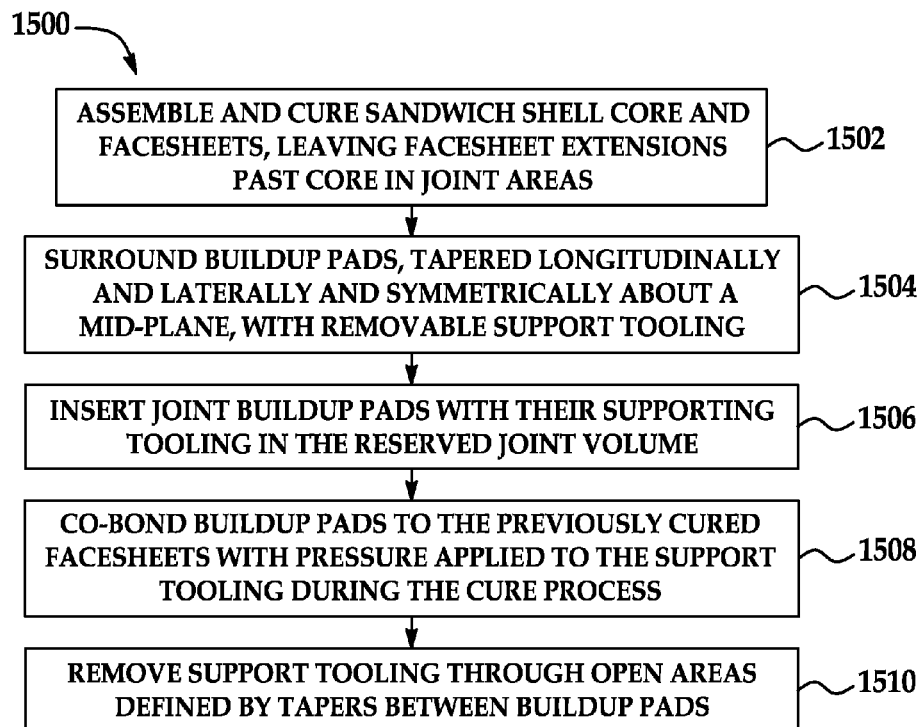 1500
ASSEMBLE AND CURE SANDWICH SHELL CORE AND
FACESHEETS, LEAVING FACESHEET EXTENSIONS
PAST CORE IN JOINT AREAS
1502
SURROUND BUILDUP PADS, TAPERED LONGITUDINALLY
AND LATERALLY AND SYMMETRICALLY ABOUT A
MID-PLANE, WITH REMOVABLE SUPPORT TOOLING
1504
INSERT JOINT BUILDUP PADS WITH THEIR SUPPORTING
TOOLING IN THE RESERVED JOINT VOLUME
1506
CO-BOND BUILDUP PADS TO THE PREVIOUSLY CURED
FACESHEETS WITH PRESSURE APPLIED TO THE SUPPORT
TOOLING DURING THE CURE PROCESS
1508
REMOVE SUPPORT TOOLING THROUGH OPEN AREAS
DEFINED BY TAPERS BETWEEN BUILDUP PADS
1510